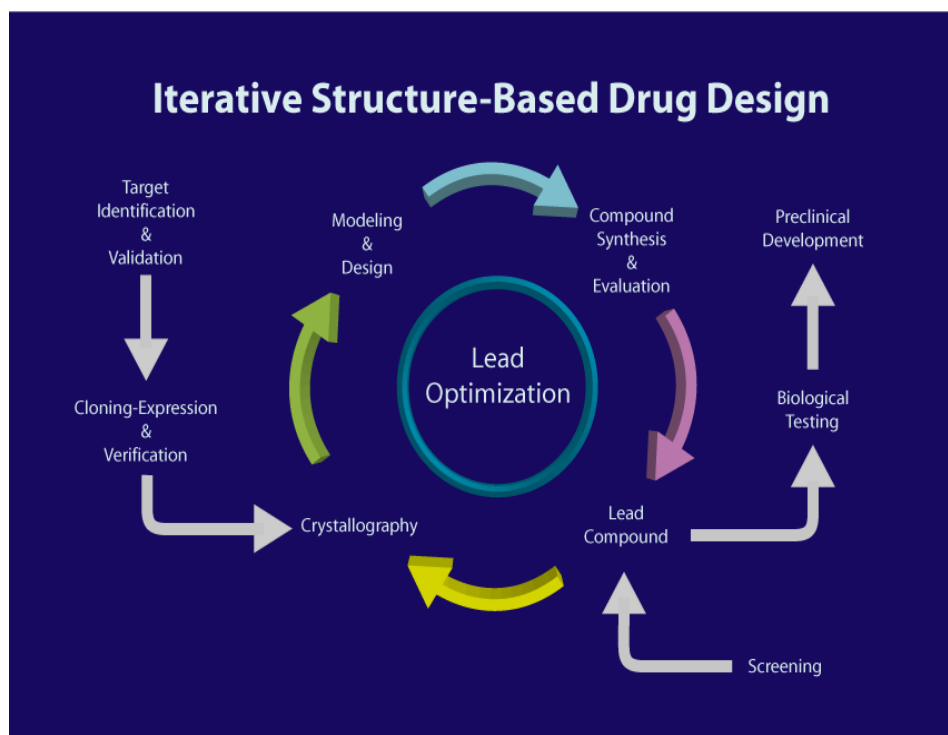 Iterative Structure-Based Drug Design
Target
Identification
&
Validation
Modeling
&
Design
Compound
Synthesis
&
Evaluation
Preclinical
Development
Lead
Optimization
Cloning-Expression
&
Verification
Biological
Testing
Crystallography
Lead
Compound
Screening